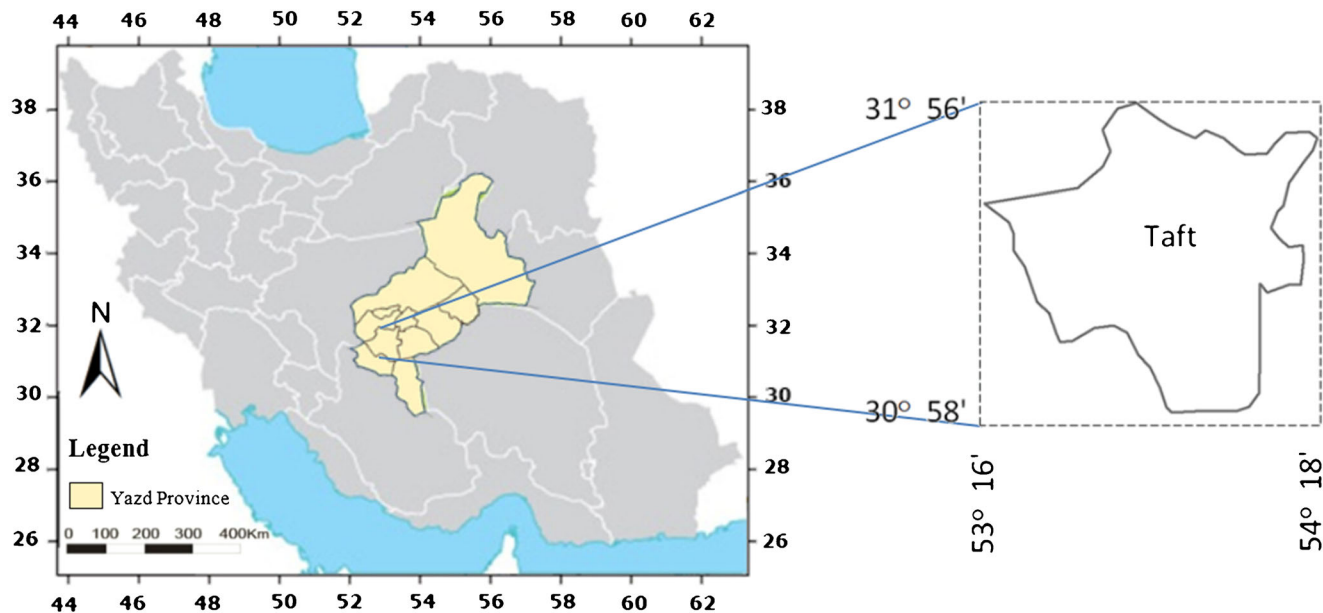 44 46 48 50 52 54 56 58 60 62
38 38
36 36
34 34
32 32
30 30
28 28
26 26
N
Legend
Yazd Province
0 100 200 300 400Km
44 46 48 50 52 54 56 58 60 62
31° 56'
Taft
30° 58'
53° 16'
54° 18'